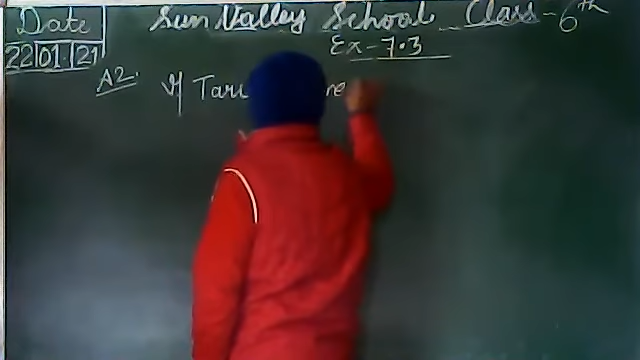 Date Sun Valley School Class-6th
22|01.|21 Ex-7.3
A2.